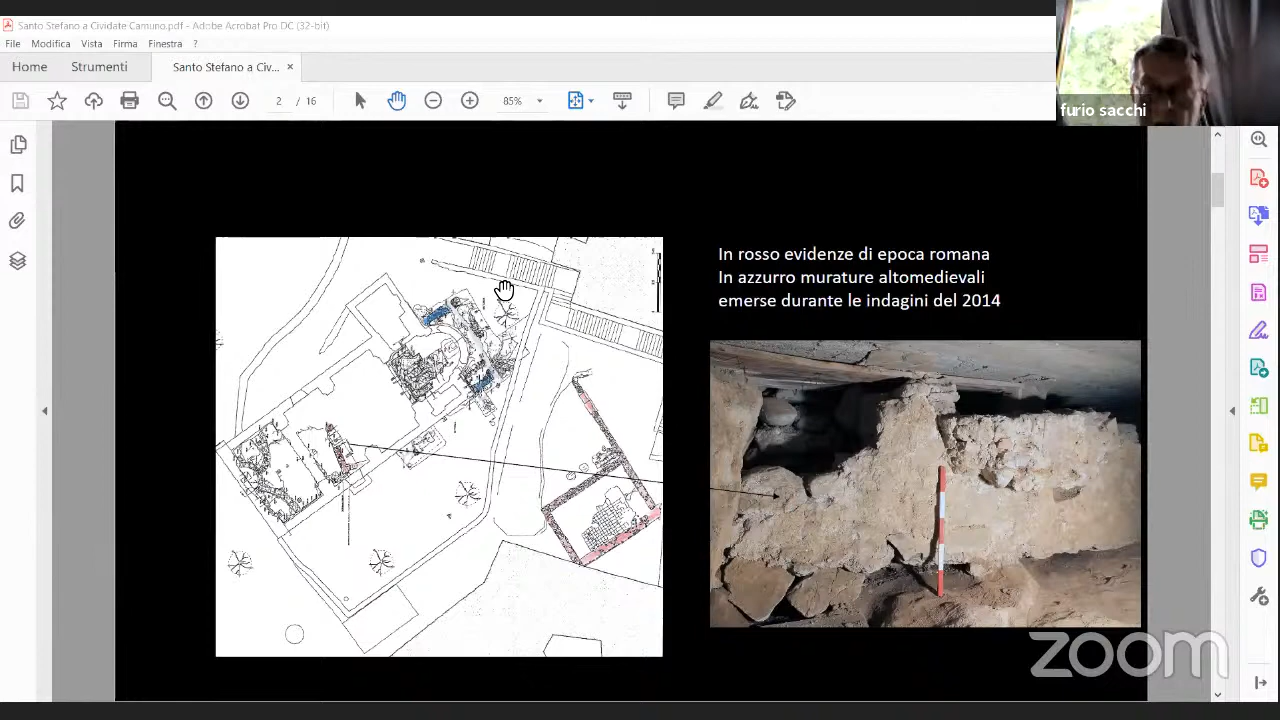 Santo Stefano a Cividate Camuno.pdf - Adobe Acrobat Pro DC (32-bit)
File Modifica Vista Firma Finestra ?
Home Strumenti Santo Stefano a Civ... ×
2 / 16 85%
furio sacchi
In rosso evidenze di epoca romana
In azzurro murature altomedievali
emerse durante le indagini del 2014
zoom